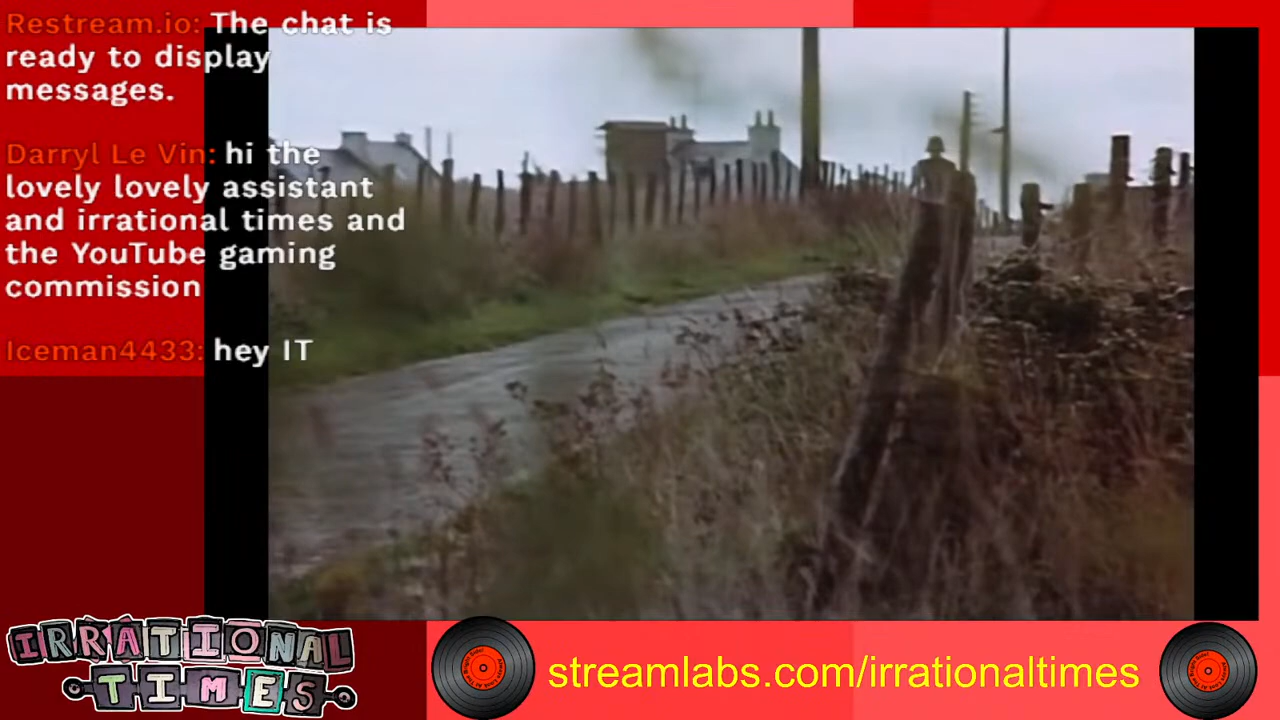 Restream.io: The chat is
ready to display
messages.
Darryl Le Vin: hi the
lovely lovely assistant
and irrational times and
the YouTube gaming
commission
Iceman4433: hey IT
IRRATIONAL
TIMES
streamlabs.com/irrationaltimes